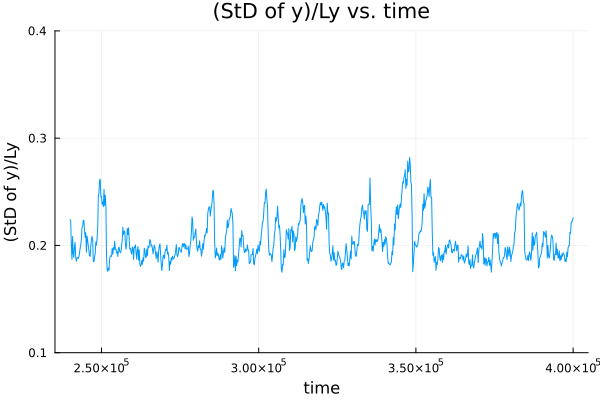 (StD of y)/Ly vs. time
(StD of y)/Ly
0.4
0.3
0.2
0.1
2.50×10⁵ 3.00×10⁵ 3.50×10⁵ 4.00×10⁵
time